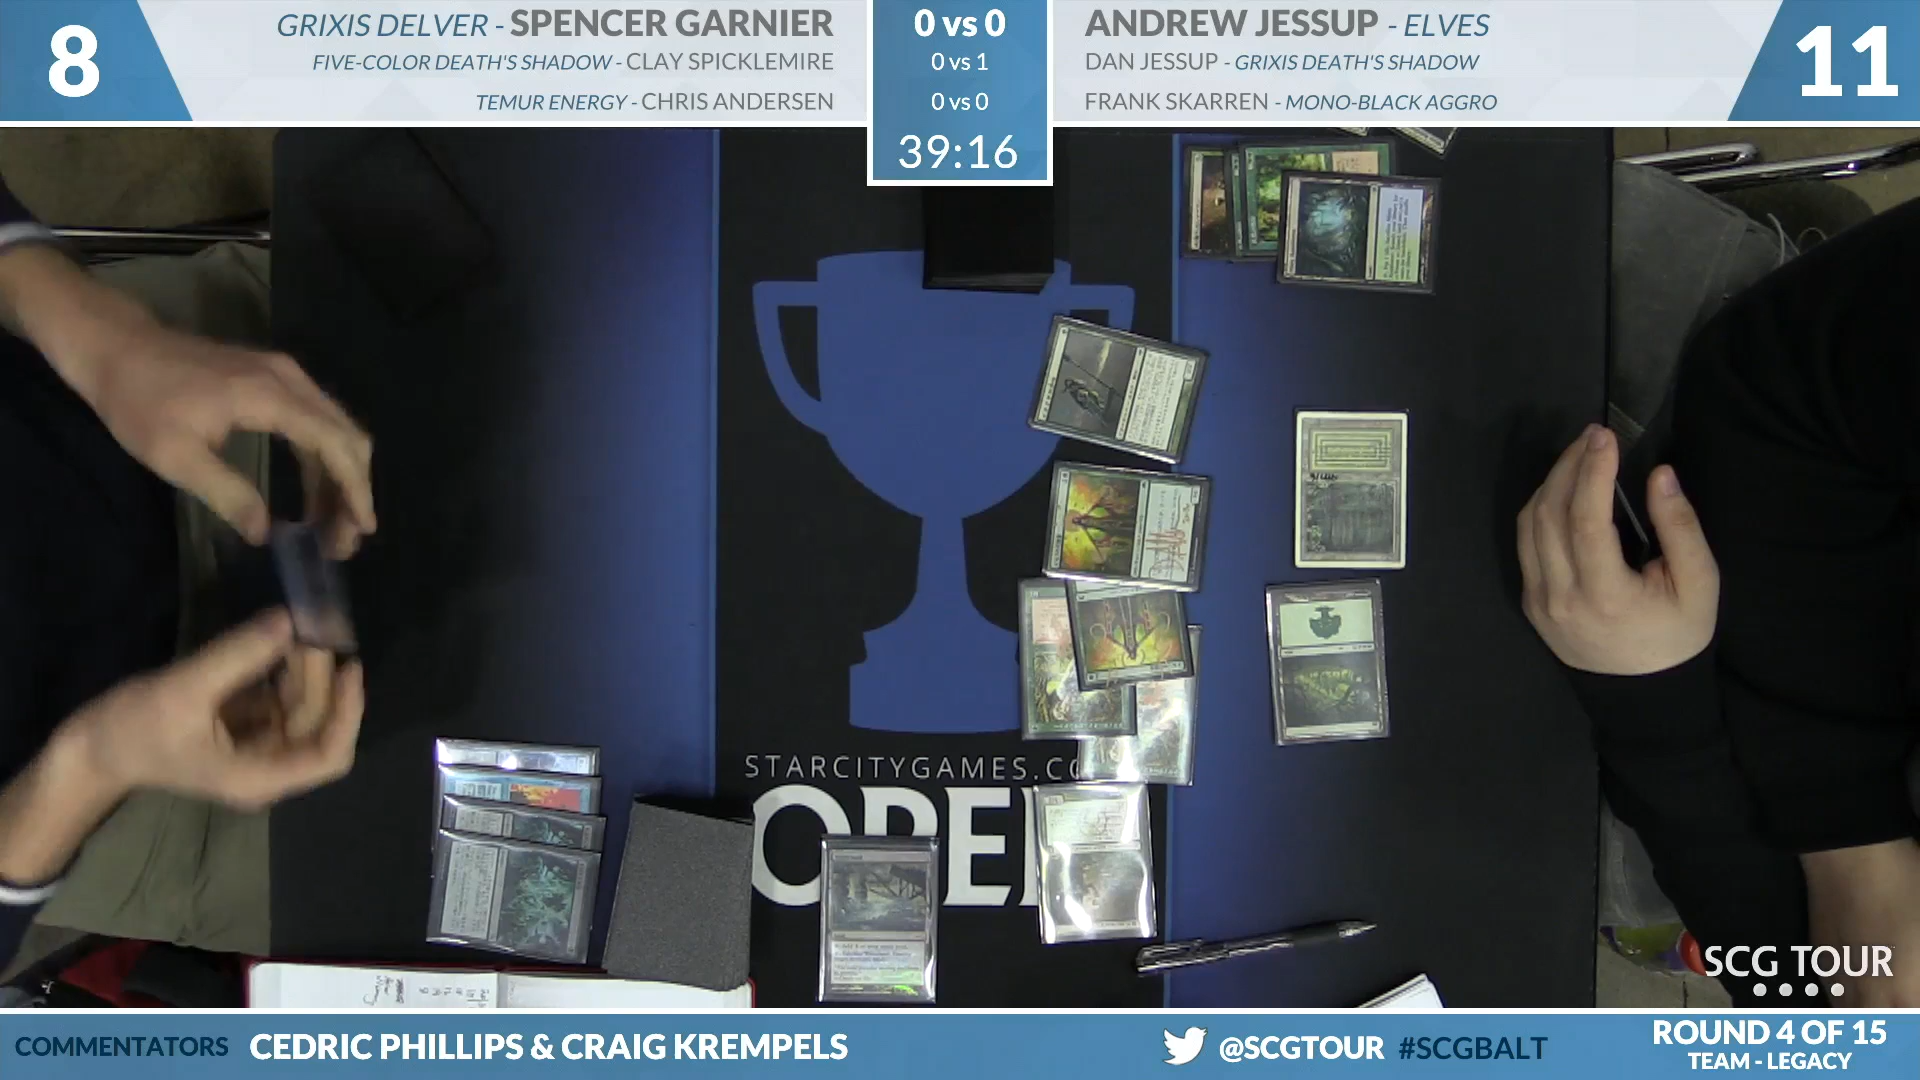 8
GRIXIS DELVER - SPENCER GARNIER
FIVE-COLOR DEATH'S SHADOW - CLAY SPICKLEMIRE
TEMUR ENERGY - CHRIS ANDERSEN
0 vs 0
0 vs 1
0 vs 0
39:16
ANDREW JESSUP - ELVES
DAN JESSUP - GRIXIS DEATH'S SHADOW
FRANK SKARREN - MONO-BLACK AGGRO
11
STARCITYGAMES.CO
OPE
SCG TOUR
COMMENTATORS CEDRIC PHILLIPS & CRAIG KREMPELS
@SCGTOUR #SCGBALT
ROUND 4 OF 15
TEAM - LEGACY